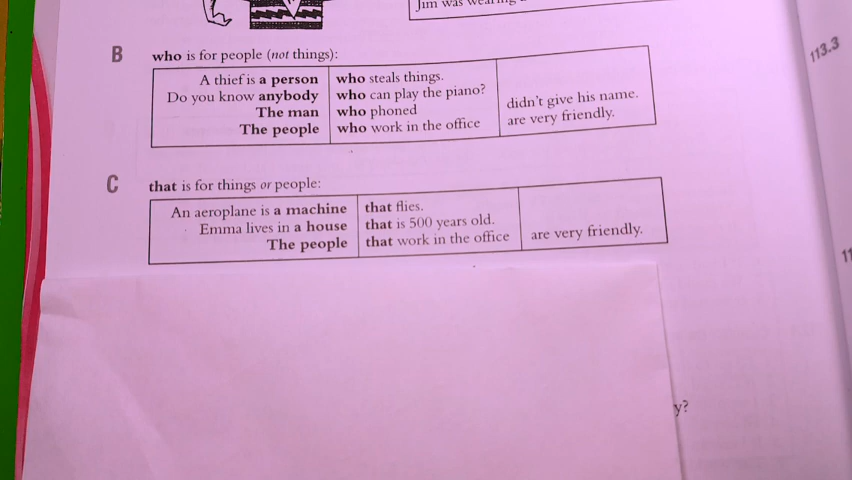 Jim was wearing
B who is for people (not things):
A thief is a person who steals things.
Do you know anybody who can play the piano?
The man who phoned didn't give his name.
The people who work in the office are very friendly.
113.3
C that is for things or people:
An aeroplane is a machine that flies.
Emma lives in a house that is 500 years old.
The people that work in the office are very friendly.
11
y?